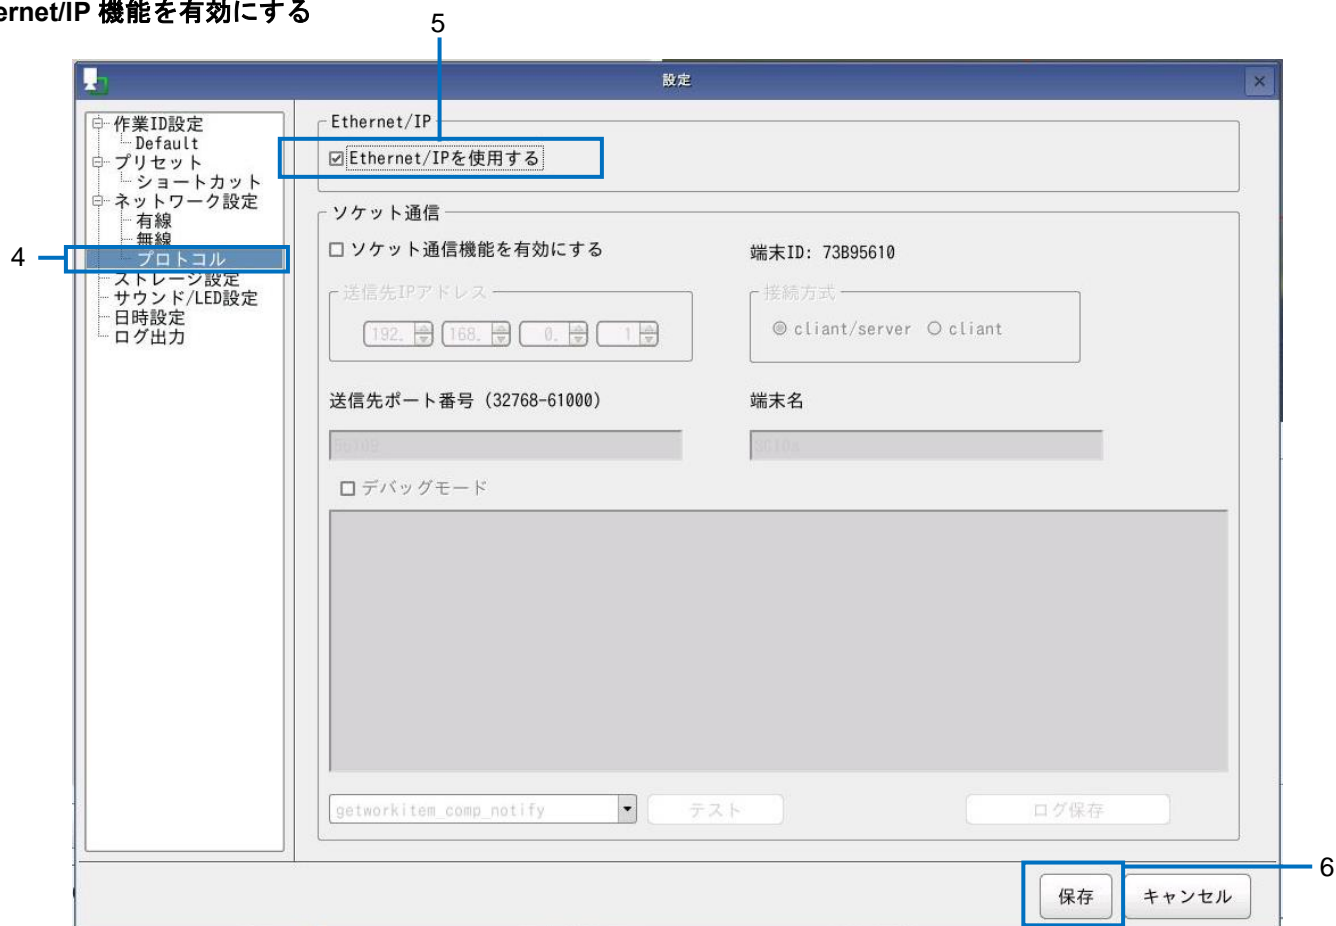 ernet/IP 機能を有効にする
5
設定
作業ID設定
Default
プリセット
ショートカット
ネットワーク設定
有線
無線
4
プロトコル
ストレージ設定
サウンド/LED設定
日時設定
ログ出力
Ethernet/IP
Ethernet/IPを使用する
ソケット通信
ソケット通信機能を有効にする
端末ID: 73B95610
送信先IPアドレス
192. 168. 0. 1
接続方式
client/server client
送信先ポート番号 (32768-61000)
端末名
デバッグモード
getworkitem_comp_notify
テスト
ログ保存
6
保存
キャンセル